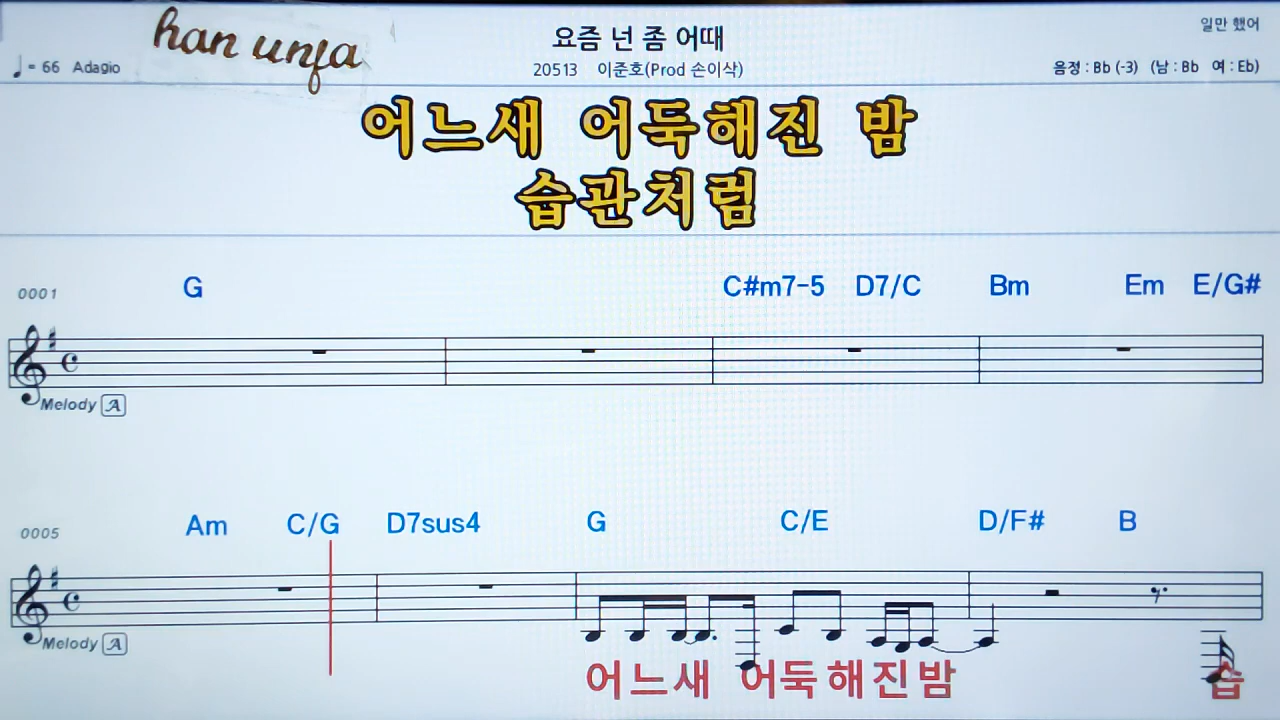 han unfa
요즘 넌 좀 어때
일만 했어
♩= 66 Adagio
20513 이준호(Prod 손이삭)
음정 : Bb (-3) (남 : Bb 여 : Eb)
어느새 어둑해진 밤
습관처럼
0001 G C#m7-5 D7/C Bm Em E/G#
Melody A
0005 Am C/G D7sus4 G C/E D/F# B
Melody A
어느새 어둑해진밤 습